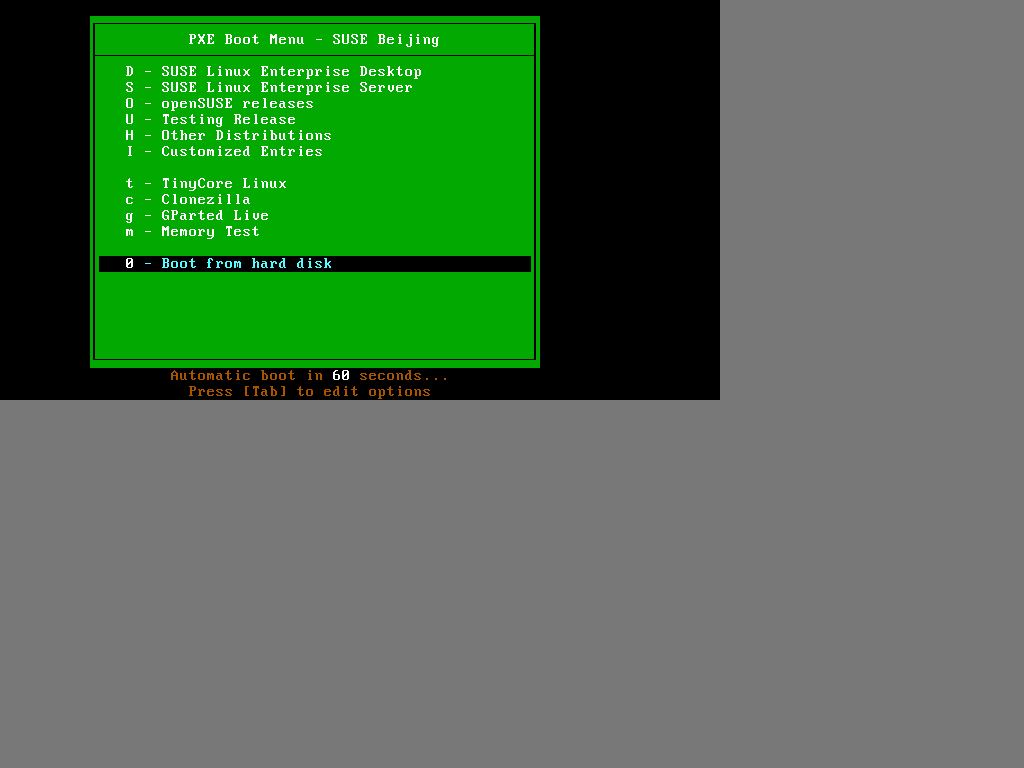 PXE Boot Menu - SUSE Beijing
D - SUSE Linux Enterprise Desktop
S - SUSE Linux Enterprise Server
O - openSUSE releases
U - Testing Release
H - Other Distributions
I - Customized Entries
t - TinyCore Linux
c - Clonezilla
g - GParted Live
m - Memory Test
0 - Boot from hard disk
Automatic boot in 60 seconds...
Press [Tab] to edit options